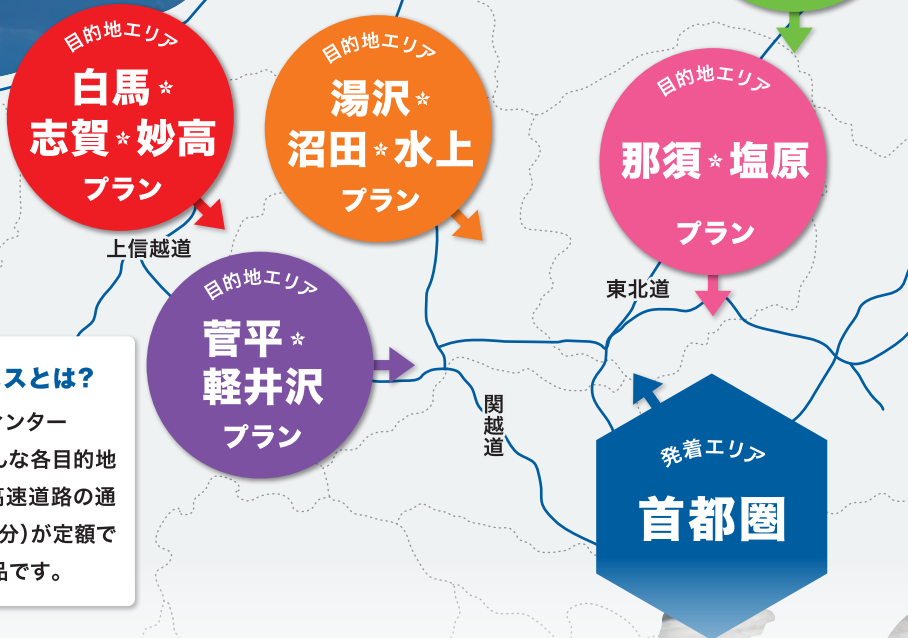 目的地エリア
白馬*
志賀*妙高
プラン
目的地エリア
湯沢*
沼田*水上
プラン
目的地エリア
那須*塩原
プラン
上信越道
目的地エリア
菅平*
軽井沢
プラン
東北道
関越道
発着エリア
首都圏
スとは?
ンター
な各目的地
高速道路の通
分)が定額で
品です。